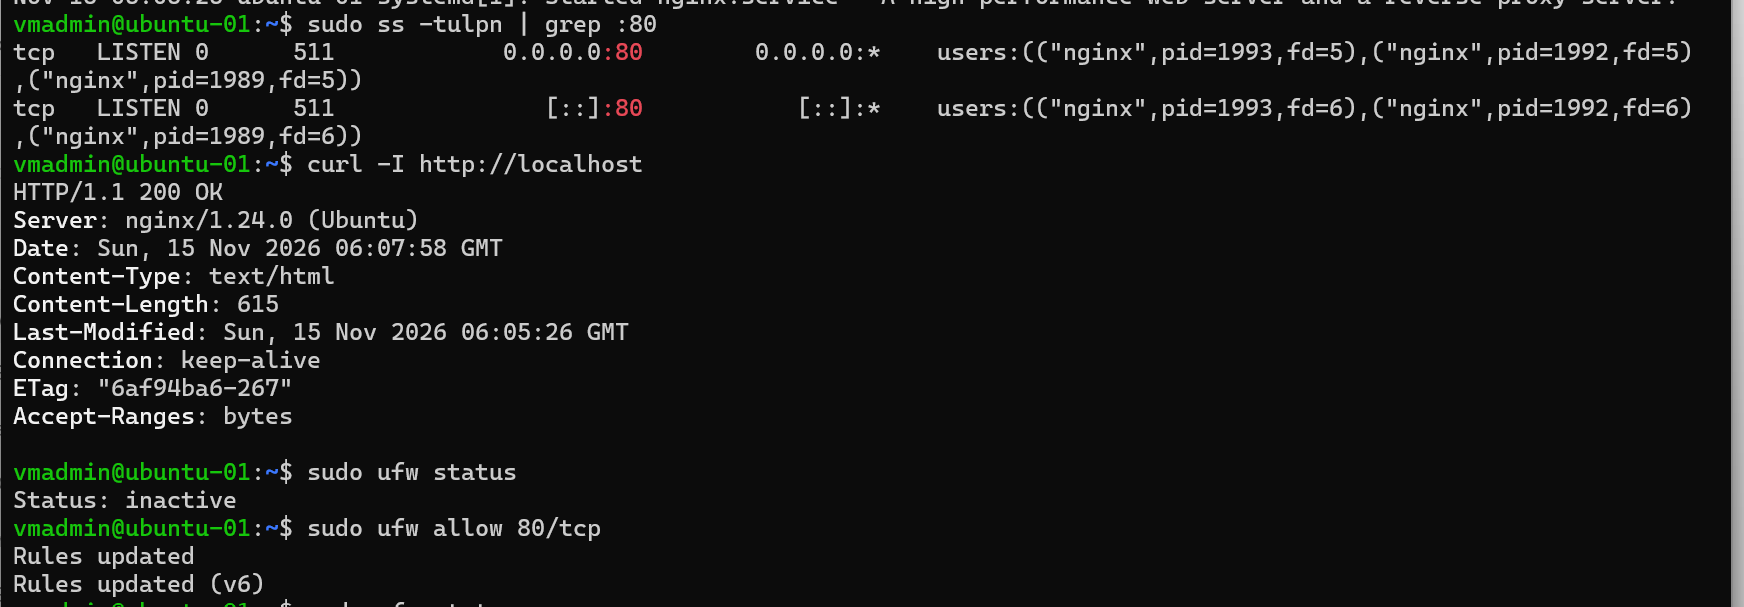 vmadmin@ubuntu-01:~$ sudo ss -tulpn | grep :80
tcp   LISTEN 0      511            0.0.0.0:80        0.0.0.0:*    users:(("nginx",pid=1993,fd=5),("nginx",pid=1992,fd=5)
,("nginx",pid=1989,fd=5))
tcp   LISTEN 0      511               [::]:80           [::]:*    users:(("nginx",pid=1993,fd=6),("nginx",pid=1992,fd=6)
,("nginx",pid=1989,fd=6))
vmadmin@ubuntu-01:~$ curl -I http://localhost
HTTP/1.1 200 OK
Server: nginx/1.24.0 (Ubuntu)
Date: Sun, 15 Nov 2026 06:07:58 GMT
Content-Type: text/html
Content-Length: 615
Last-Modified: Sun, 15 Nov 2026 06:05:26 GMT
Connection: keep-alive
ETag: "6af94ba6-267"
Accept-Ranges: bytes
vmadmin@ubuntu-01:~$ sudo ufw status
Status: inactive
vmadmin@ubuntu-01:~$ sudo ufw allow 80/tcp
Rules updated
Rules updated (v6)